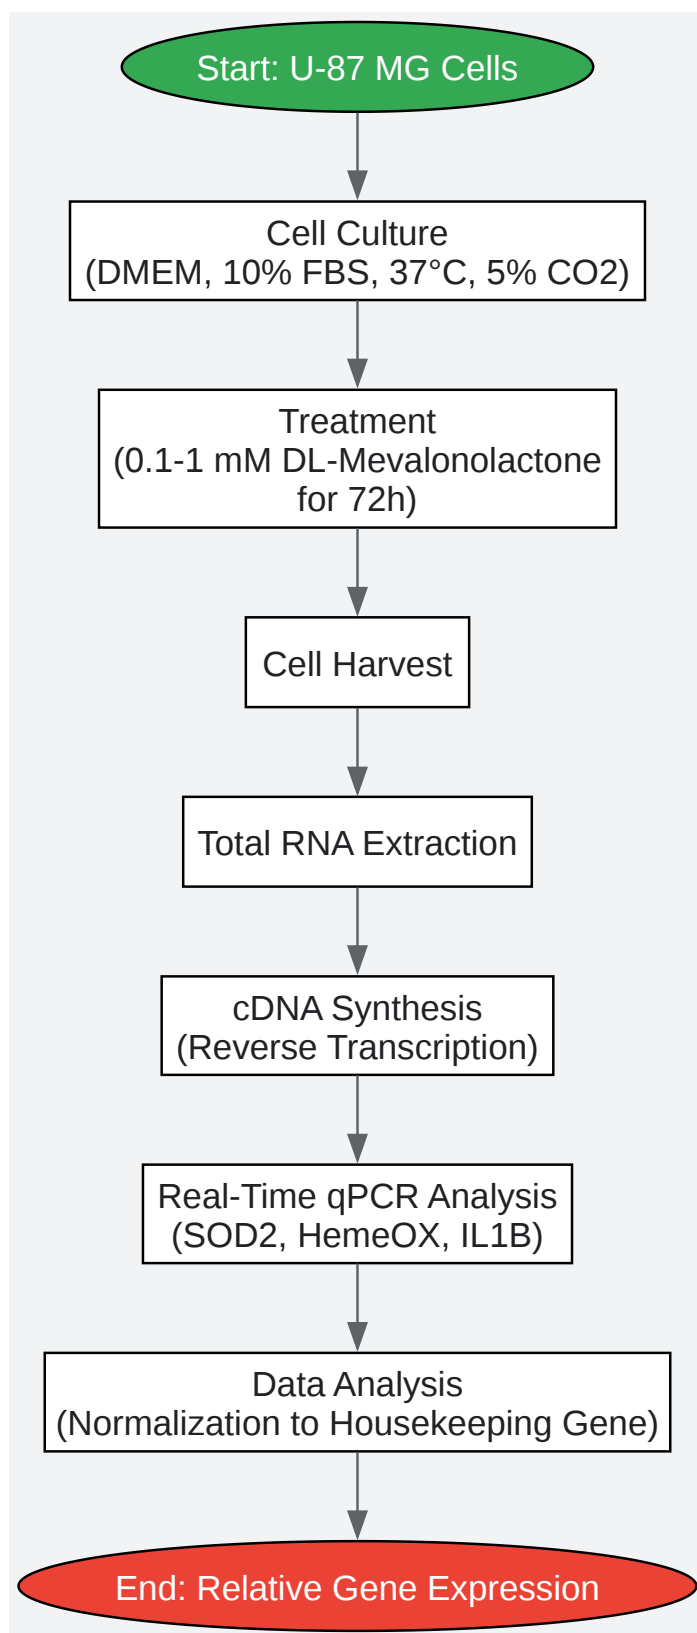 Start: U-87 MG Cells
Cell Culture
(DMEM, 10% FBS, 37°C, 5% CO2)
Treatment
(0.1-1 mM DL-Mevalonolactone
for 72h)
Cell Harvest
Total RNA Extraction
cDNA Synthesis
(Reverse Transcription)
Real-Time qPCR Analysis
(SOD2, HemeOX, IL1B)
Data Analysis
(Normalization to Housekeeping Gene)
End: Relative Gene Expression